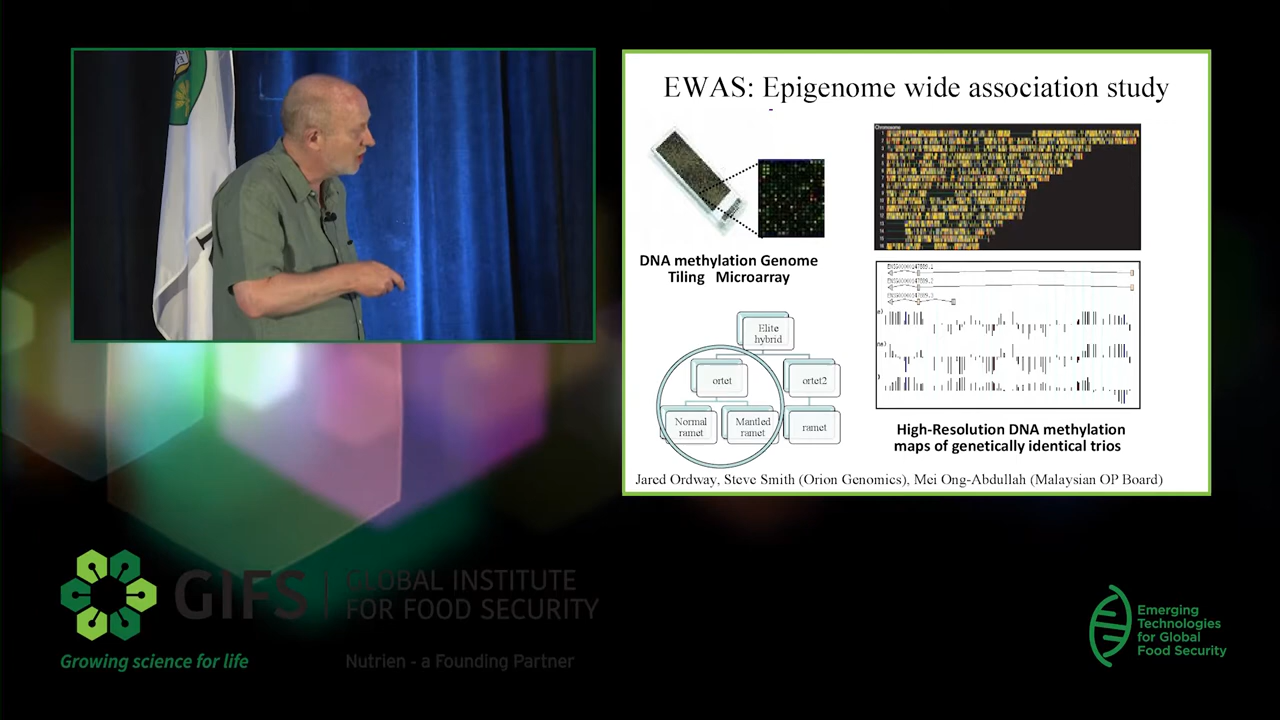 EWAS: Epigenome wide association study
DNA methylation Genome
Tiling Microarray
Elite
hybrid
ortet
ortet2
Normal
ramet
Mantled
ramet
ramet
Chromosome
High-Resolution DNA methylation
maps of genetically identical trios
Jared Ordway, Steve Smith (Orion Genomics), Mei Ong-Abdullah (Malaysian OP Board)
GIFS
GLOBAL INSTITUTE
FOR FOOD SECURITY
Growing science for life
Nutrien - a Founding Partner
Emerging
Technologies
for Global
Food Security